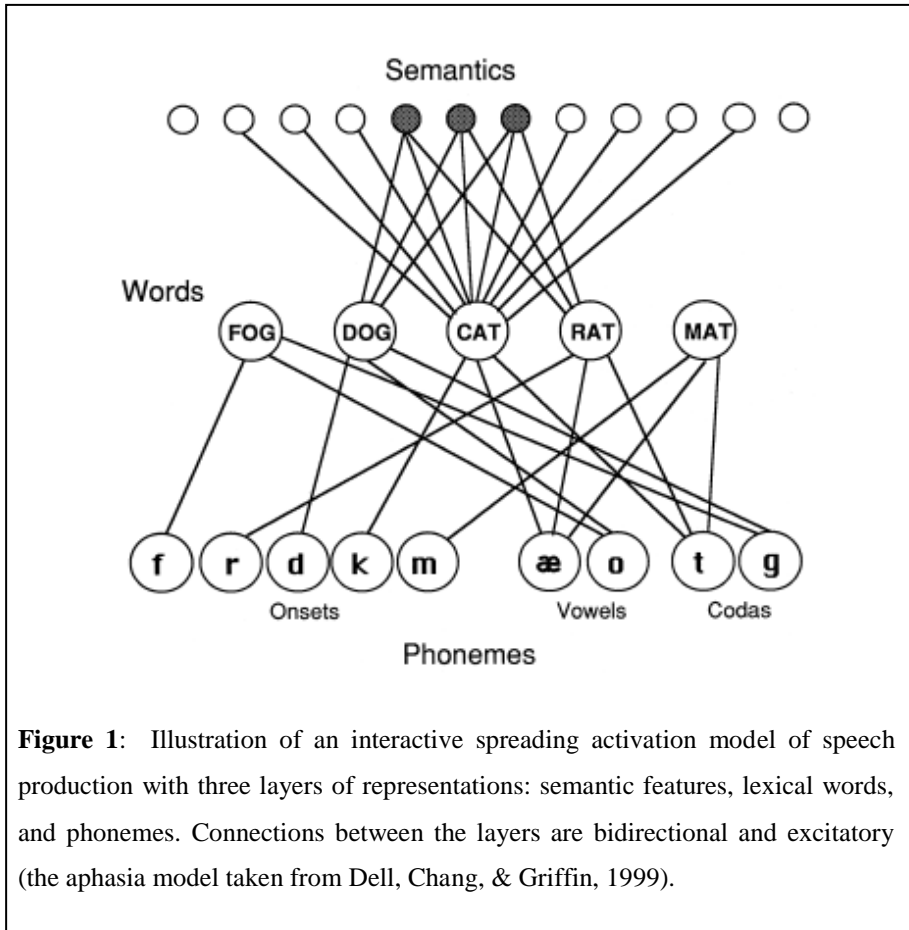 Semantics
Words
FOG DOG CAT RAT MAT
f r d k m æ o t g
Onsets Vowels Codas
Phonemes
Figure 1: Illustration of an interactive spreading activation model of speech
production with three layers of representations: semantic features, lexical words,
and phonemes. Connections between the layers are bidirectional and excitatory
(the aphasia model taken from Dell, Chang, & Griffin, 1999).